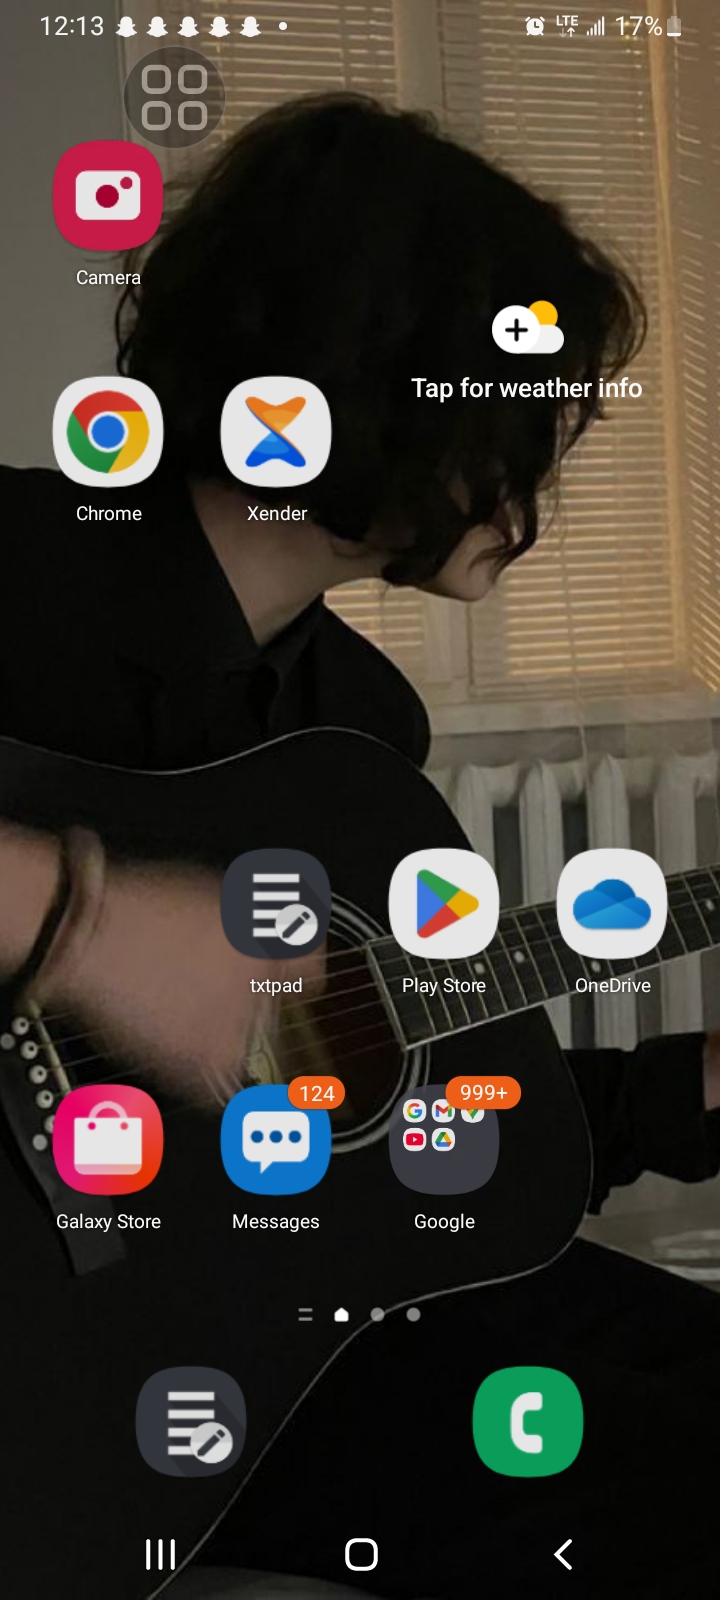 12:13 LTE 17%
Camera
Tap for weather info
Chrome Xender
txtpad Play Store OneDrive
124 999+
Galaxy Store Messages Google